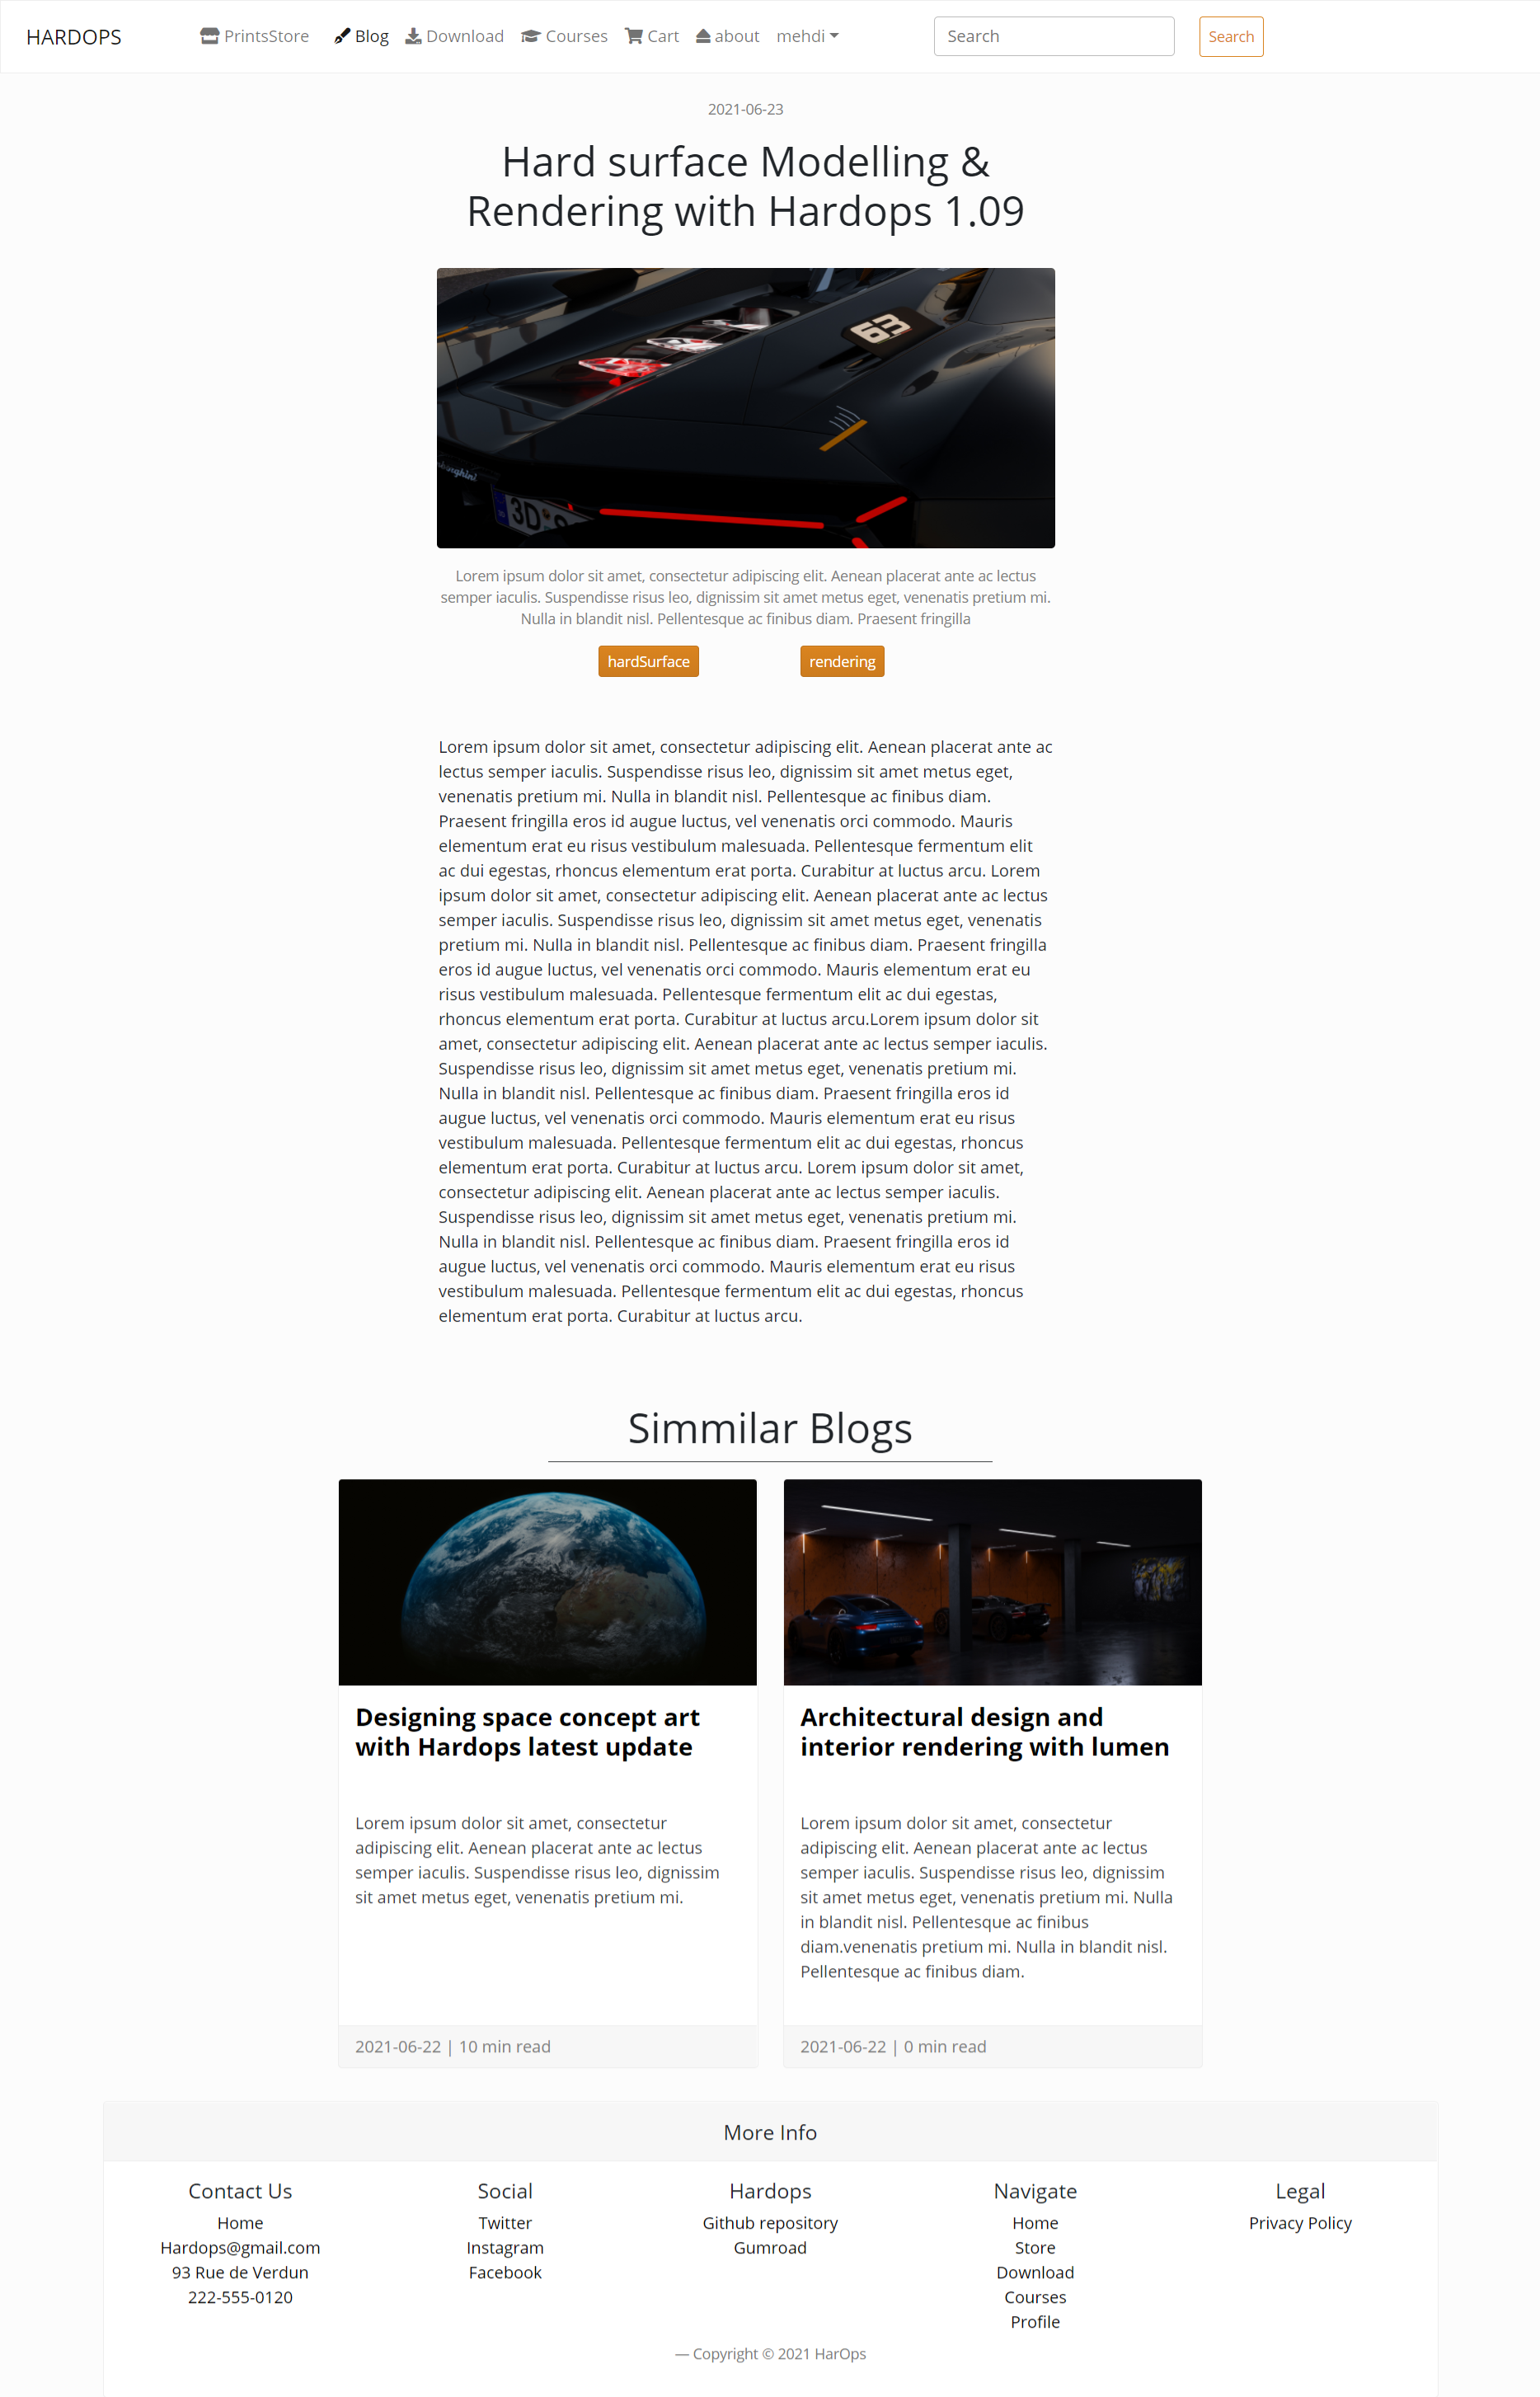 HARDOPS PrintsStore Blog Download Courses Cart about mehdi Search Search
2021-06-23
Hard surface Modelling &
Rendering with Hardops 1.09
63
Lorem ipsum dolor sit amet, consectetur adipiscing elit. Aenean placerat ante ac lectus
semper iaculis. Suspendisse risus leo, dignissim sit amet metus eget, venenatis pretium mi.
Nulla in blandit nisl. Pellentesque ac finibus diam. Praesent fringilla
hardSurface rendering
Lorem ipsum dolor sit amet, consectetur adipiscing elit. Aenean placerat ante ac
lectus semper iaculis. Suspendisse risus leo, dignissim sit amet metus eget,
venenatis pretium mi. Nulla in blandit nisl. Pellentesque ac finibus diam.
Praesent fringilla eros id augue luctus, vel venenatis orci commodo. Mauris
elementum erat eu risus vestibulum malesuada. Pellentesque fermentum elit
ac dui egestas, rhoncus elementum erat porta. Curabitur at luctus arcu. Lorem
ipsum dolor sit amet, consectetur adipiscing elit. Aenean placerat ante ac lectus
semper iaculis. Suspendisse risus leo, dignissim sit amet metus eget, venenatis
pretium mi. Nulla in blandit nisl. Pellentesque ac finibus diam. Praesent fringilla
eros id augue luctus, vel venenatis orci commodo. Mauris elementum erat eu
risus vestibulum malesuada. Pellentesque fermentum elit ac dui egestas,
rhoncus elementum erat porta. Curabitur at luctus arcu.Lorem ipsum dolor sit
amet, consectetur adipiscing elit. Aenean placerat ante ac lectus semper iaculis.
Suspendisse risus leo, dignissim sit amet metus eget, venenatis pretium mi.
Nulla in blandit nisl. Pellentesque ac finibus diam. Praesent fringilla eros id
augue luctus, vel venenatis orci commodo. Mauris elementum erat eu risus
vestibulum malesuada. Pellentesque fermentum elit ac dui egestas, rhoncus
elementum erat porta. Curabitur at luctus arcu. Lorem ipsum dolor sit amet,
consectetur adipiscing elit. Aenean placerat ante ac lectus semper iaculis.
Suspendisse risus leo, dignissim sit amet metus eget, venenatis pretium mi.
Nulla in blandit nisl. Pellentesque ac finibus diam. Praesent fringilla eros id
augue luctus, vel venenatis orci commodo. Mauris elementum erat eu risus
vestibulum malesuada. Pellentesque fermentum elit ac dui egestas, rhoncus
elementum erat porta. Curabitur at luctus arcu.
Simmilar Blogs
Designing space concept art
with Hardops latest update
Lorem ipsum dolor sit amet, consectetur
adipiscing elit. Aenean placerat ante ac lectus
semper iaculis. Suspendisse risus leo, dignissim
sit amet metus eget, venenatis pretium mi.
2021-06-22 | 10 min read
Architectural design and
interior rendering with lumen
Lorem ipsum dolor sit amet, consectetur
adipiscing elit. Aenean placerat ante ac lectus
semper iaculis. Suspendisse risus leo, dignissim
sit amet metus eget, venenatis pretium mi. Nulla
in blandit nisl. Pellentesque ac finibus
diam.venenatis pretium mi. Nulla in blandit nisl.
Pellentesque ac finibus diam.
2021-06-22 | 0 min read
More Info
Contact Us
Home
Hardops@gmail.com
93 Rue de Verdun
222-555-0120
Social
Twitter
Instagram
Facebook
Hardops
Github repository
Gumroad
Navigate
Home
Store
Download
Courses
Profile
Legal
Privacy Policy
— Copyright © 2021 HarOps